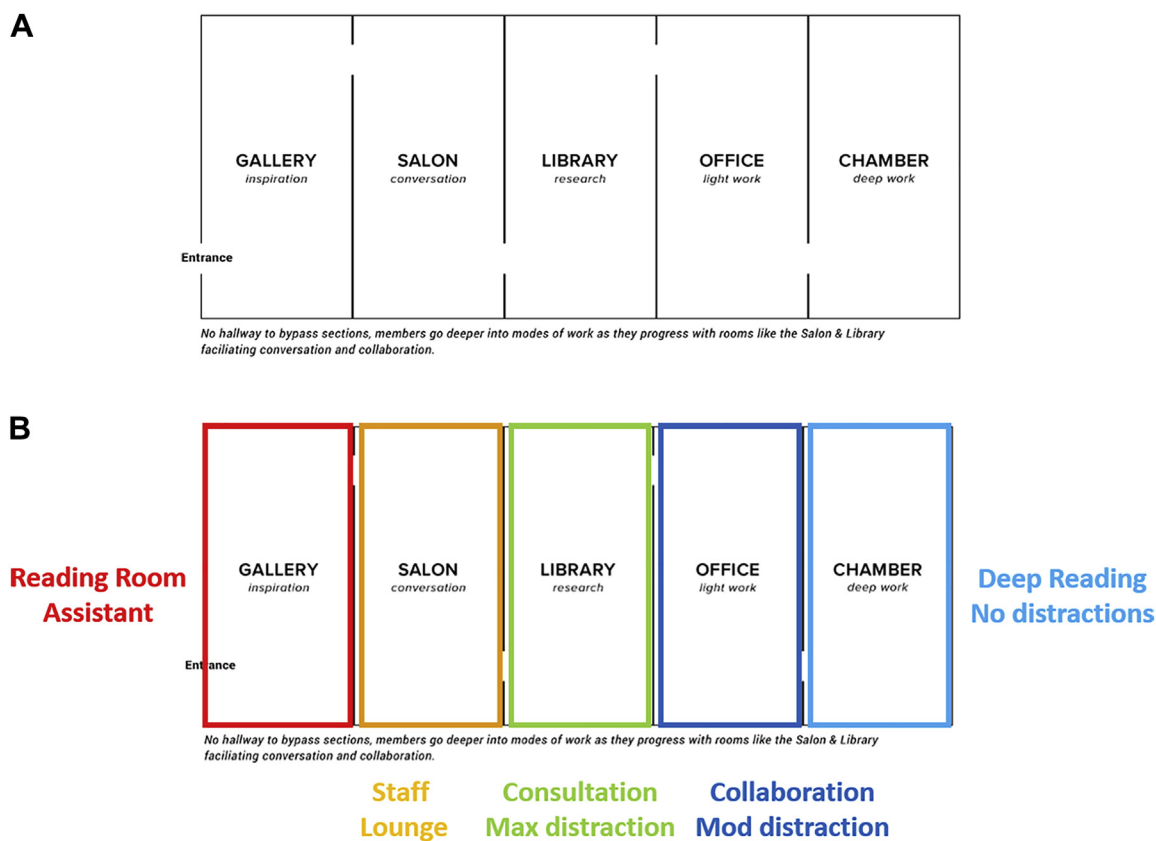 A
GALLERY
inspiration
SALON
conversation
LIBRARY
research
OFFICE
light work
CHAMBER
deep work
Entrance
No hallway to bypass sections, members go deeper into modes of work as they progress with rooms like the Salon & Library
faciliating conversation and collaboration.
B
Reading Room
Assistant
GALLERY
inspiration
SALON
conversation
LIBRARY
research
OFFICE
light work
CHAMBER
deep work
Deep Reading
No distractions
Entrance
No hallway to bypass sections, members go deeper into modes of work as they progress with rooms like the Salon & Library
faciliating conversation and collaboration.
Staff
Lounge
Consultation
Max distraction
Collaboration
Mod distraction